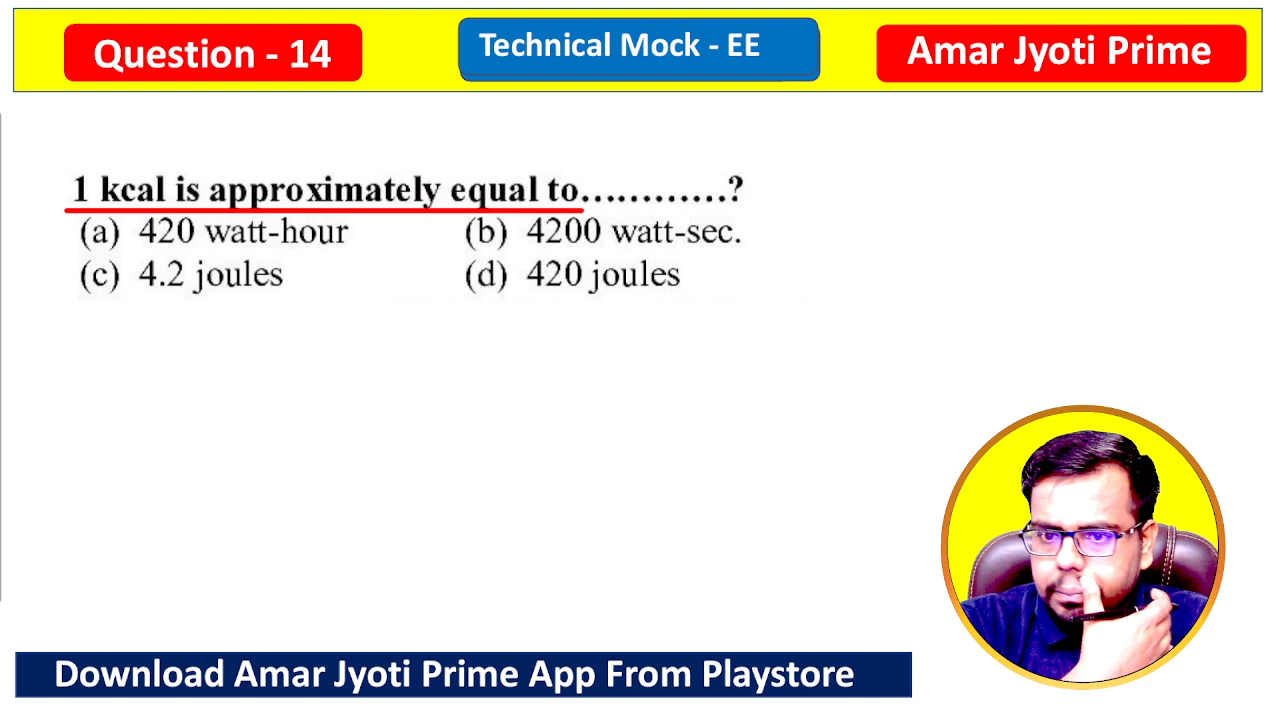 Question - 14
Technical Mock - EE
Amar Jyoti Prime
1 kcal is approximately equal to............?
(a) 420 watt-hour (b) 4200 watt-sec.
(c) 4.2 joules (d) 420 joules
Download Amar Jyoti Prime App From Playstore